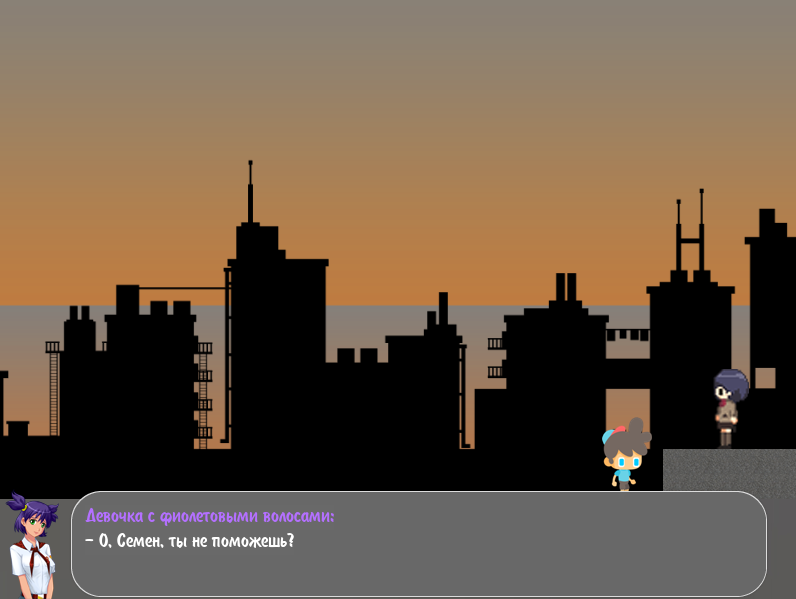 Девочка с фиолетовыми волосами:
– О, Семен, ты не поможешь?